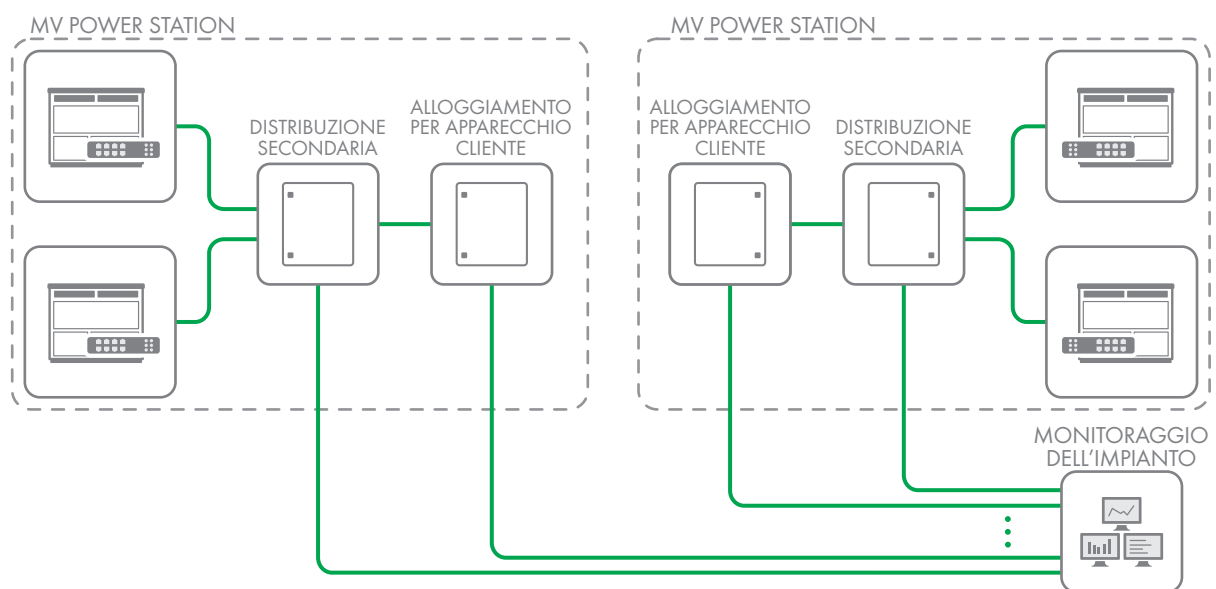 MV POWER STATION
DISTRIBUZIONE
SECONDARIA
ALLOGGIAMENTO
PER APPARECCHIO
CLIENTE
MV POWER STATION
ALLOGGIAMENTO
PER APPARECCHIO
CLIENTE
DISTRIBUZIONE
SECONDARIA
MONITORAGGIO
DELL'IMPIANTO